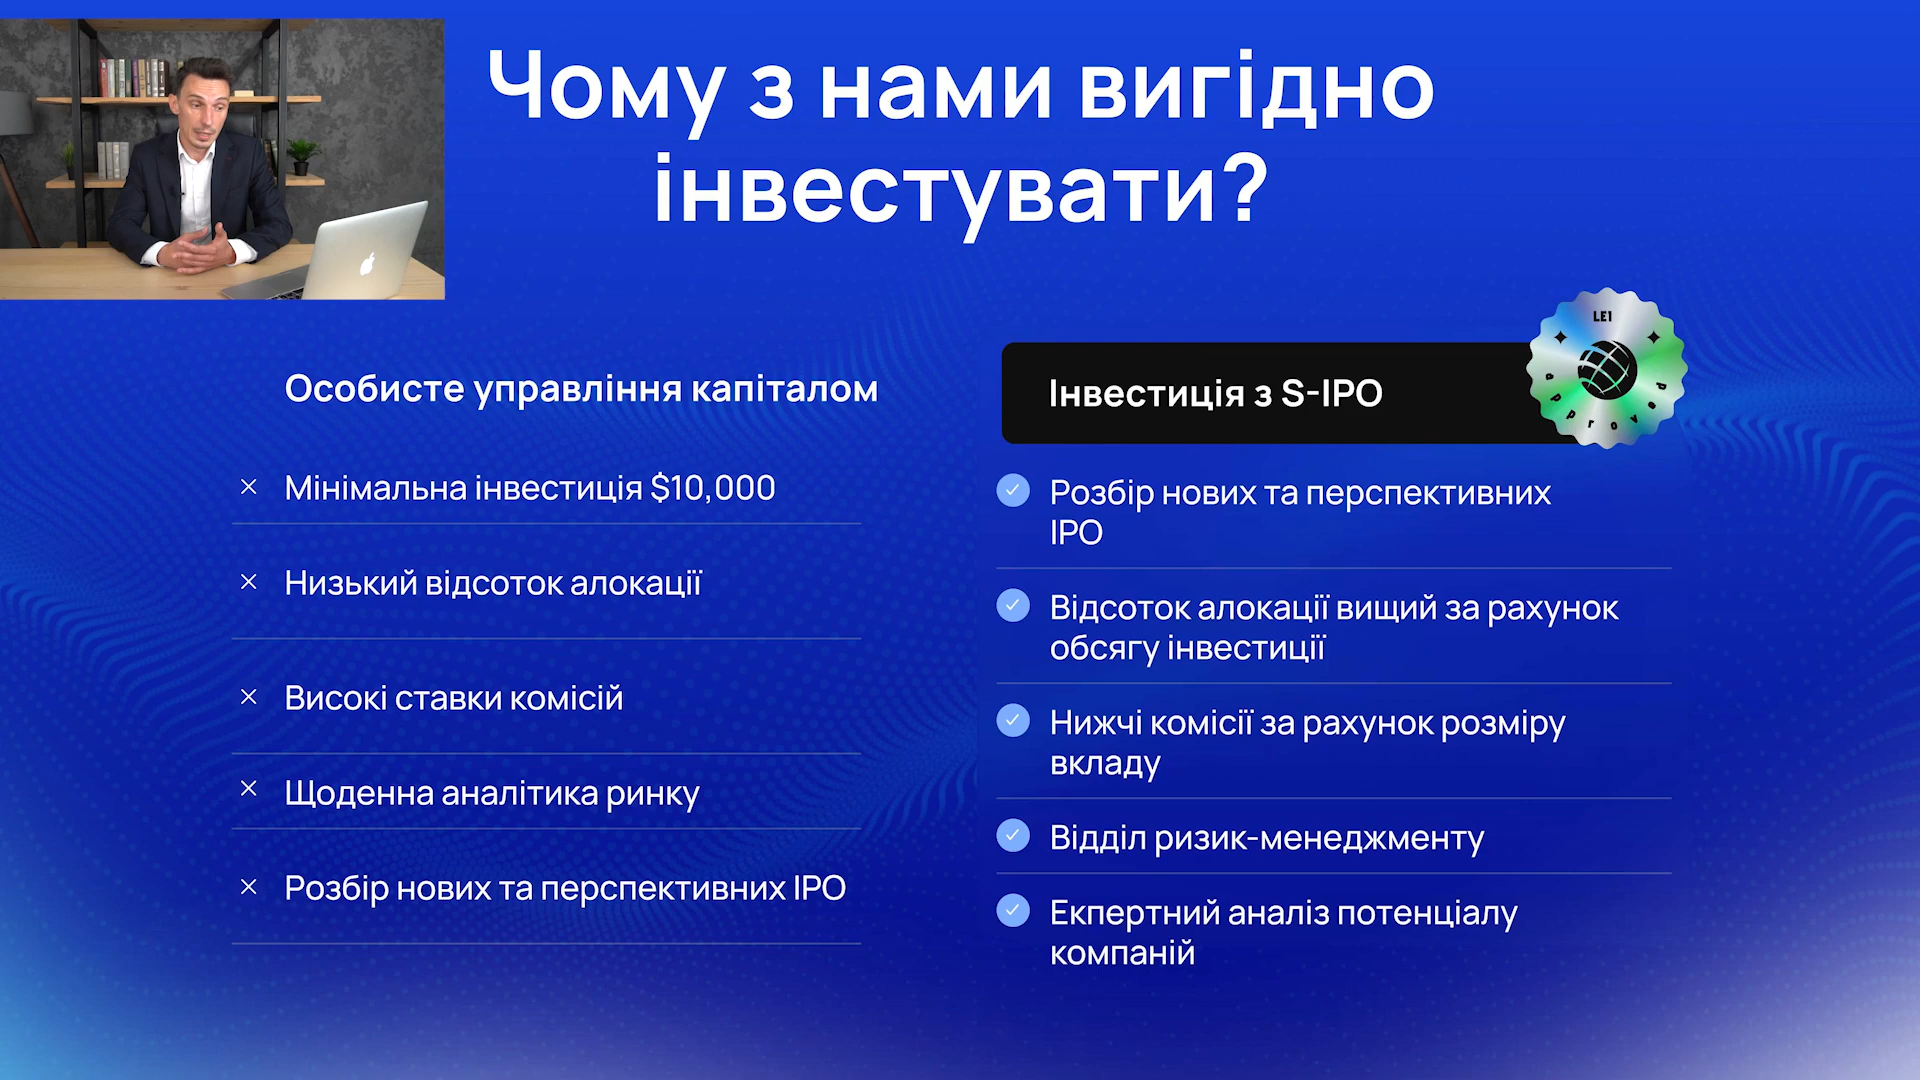 Чому з нами вигідно
інвестувати?
Особисте управління капіталом
Мінімальна інвестиція $10,000
Низький відсоток алокації
Високі ставки комісій
Щоденна аналітика ринку
Розбір нових та перспективних IPO
Інвестиція з S-IPO
LEI
approved
Розбір нових та перспективних
IPO
Відсоток алокації вищий за рахунок
обсягу інвестиції
Нижчі комісії за рахунок розміру
вкладу
Відділ ризик-менеджменту
Екпертний аналіз потенціалу
компаній